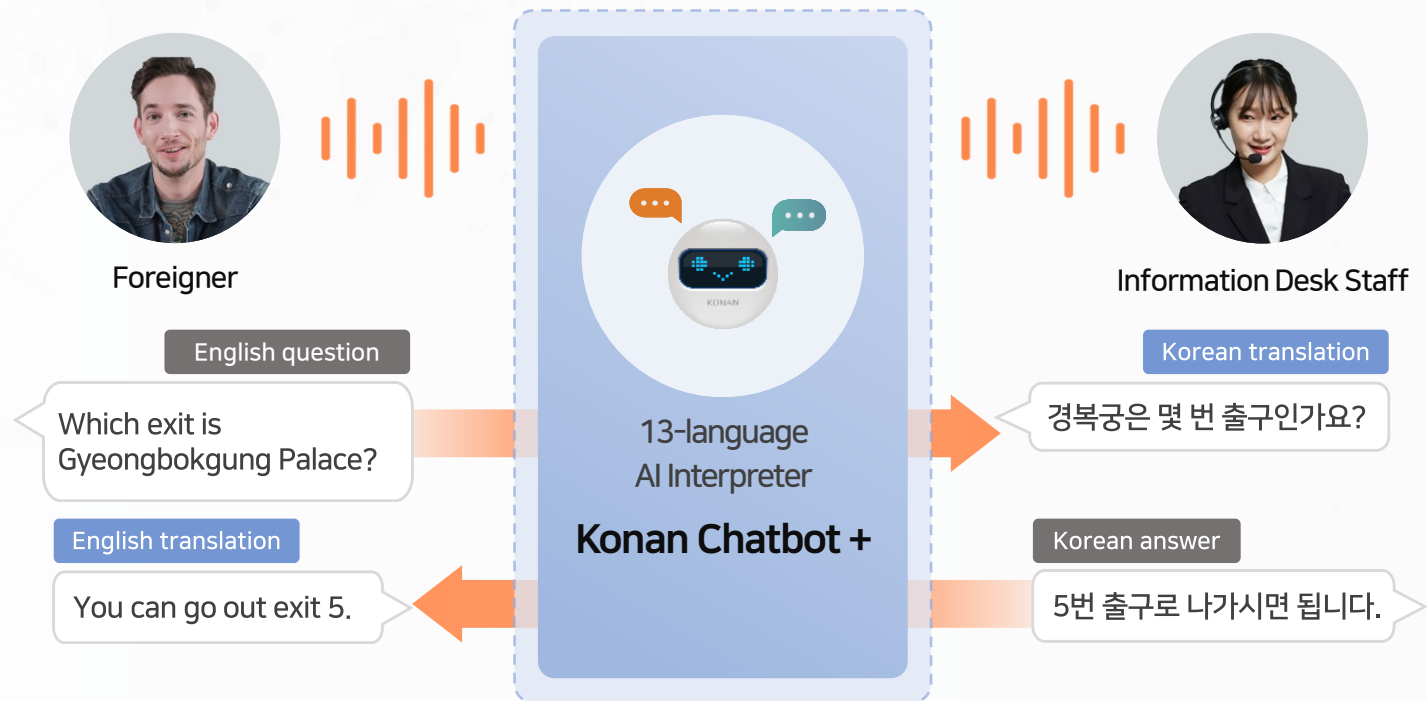 Foreigner
Information Desk Staff
English question
Which exit is
Gyeongbokgung Palace?
English translation
You can go out exit 5.
KONAN
13-language
AI Interpreter
Konan Chatbot +
Korean translation
경복궁은 몇 번 출구인가요?
Korean answer
5번 출구로 나가시면 됩니다.